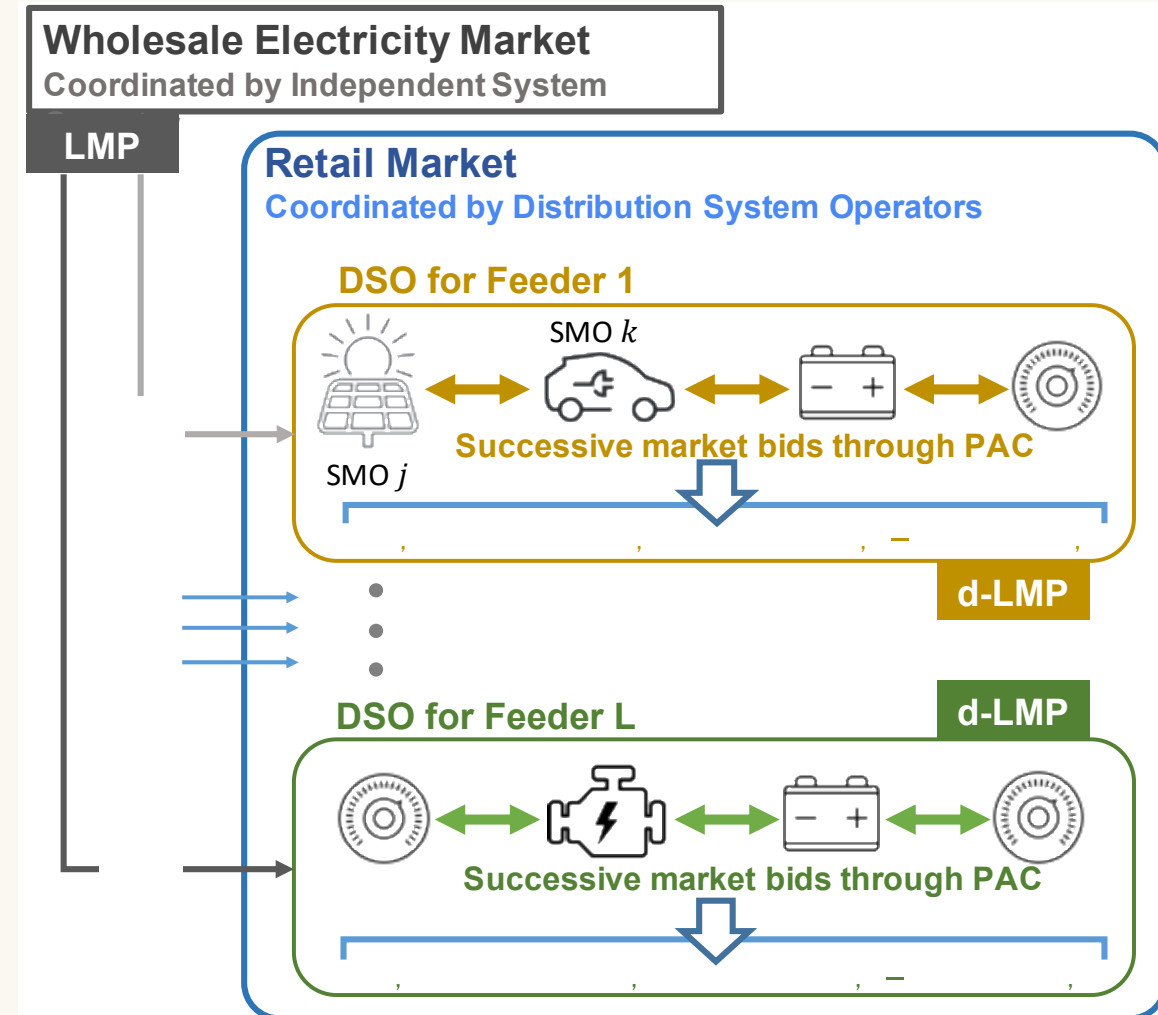 Wholesale Electricity Market
Coordinated by Independent System
LMP
Retail Market
Coordinated by Distribution System Operators
DSO for Feeder 1
SMO k
Successive market bids through PAC
SMO j
, , , – ,
d-LMP
DSO for Feeder L
d-LMP
Successive market bids through PAC
, , , – ,